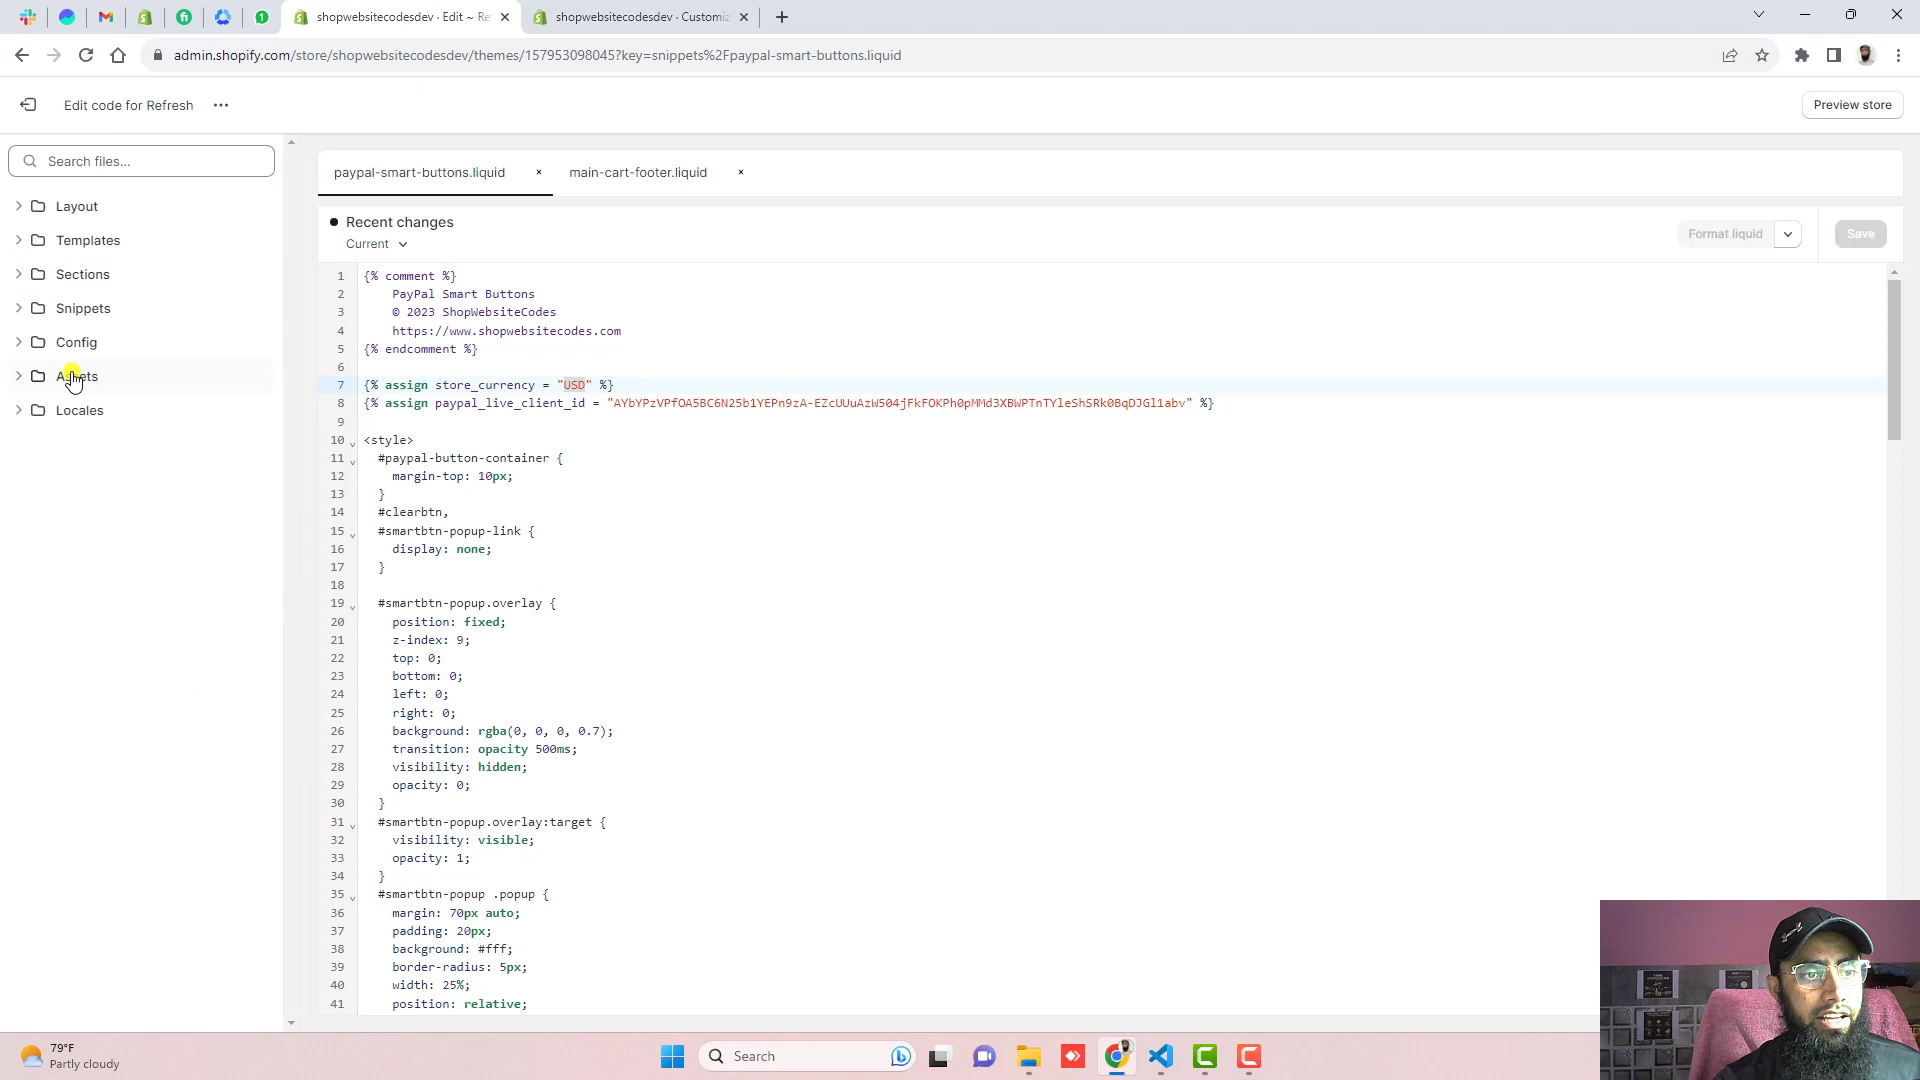 shopwebsitecodesdev · Edit ~ Re
shopwebsitecodesdev · Customiz
admin.shopify.com/store/shopwebsitecodesdev/themes/157953098045?key=snippets%2Fpaypal-smart-buttons.liquid
Edit code for Refresh
Preview store
Search files...
Layout
Templates
Sections
Snippets
Config
Assets
Locales
paypal-smart-buttons.liquid
main-cart-footer.liquid
Recent changes
Current
Format liquid
Save
1 {% comment %}
2 PayPal Smart Buttons
3 © 2023 ShopWebsiteCodes
4 https://www.shopwebsitecodes.com
5 {% endcomment %}
6
7 {% assign store_currency = "USD" %}
8 {% assign paypal_live_client_id = "AYbYPzVPfOA5BC6N25b1YEPn9zA-EZcUUuAzW504jFkFOKPh0pMMd3XBWPTnTYleShSRk0BqDJGl1abv" %}
9
10 <style>
11 #paypal-button-container {
12 margin-top: 10px;
13 }
14 #clearbtn,
15 #smartbtn-popup-link {
16 display: none;
17 }
18
19 #smartbtn-popup.overlay {
20 position: fixed;
21 z-index: 9;
22 top: 0;
23 bottom: 0;
24 left: 0;
25 right: 0;
26 background: rgba(0, 0, 0, 0.7);
27 transition: opacity 500ms;
28 visibility: hidden;
29 opacity: 0;
30 }
31 #smartbtn-popup.overlay:target {
32 visibility: visible;
33 opacity: 1;
34 }
35 #smartbtn-popup .popup {
36 margin: 70px auto;
37 padding: 20px;
38 background: #fff;
39 border-radius: 5px;
40 width: 25%;
41 position: relative;
79°F
Partly cloudy
Search